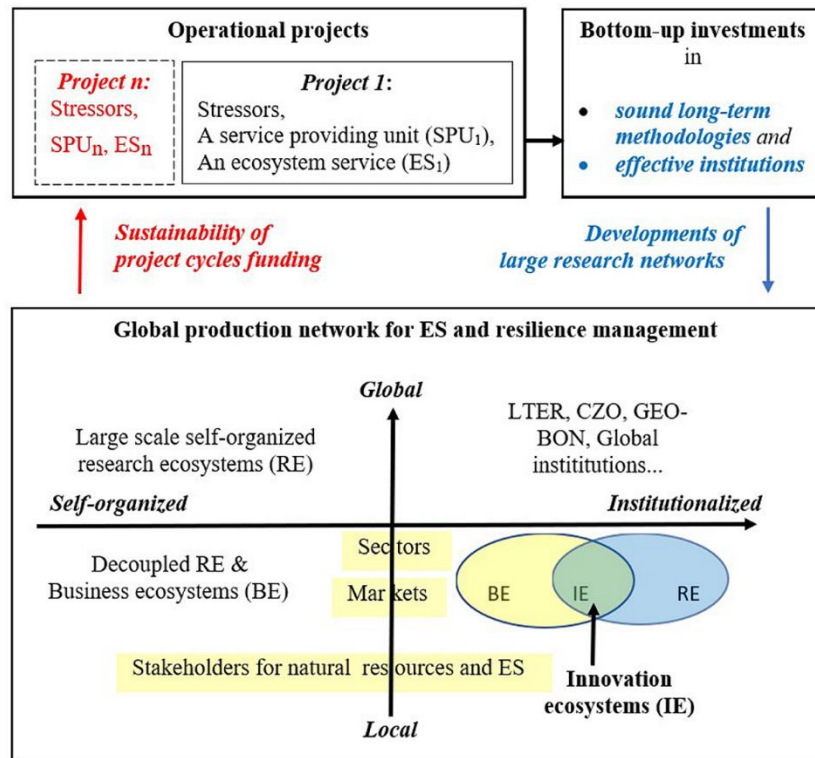 Operational projects
Project n:
Stressors,
SPUn, ESn
Project 1:
Stressors,
A service providing unit (SPU1),
An ecosystem service (ES1)
Bottom-up investments
in
• sound long-term
methodologies and
• effective institutions
Sustainability of
project cycles funding
Developments of
large research networks
Global production network for ES and resilience management
Global
Large scale self-organized
research ecosystems (RE)
LTER, CZO, GEO-
BON, Global
instititutions...
Self-organized
Institutionalized
Decoupled RE &
Business ecosystems (BE)
Sectors
Markets
BE
IE
RE
Stakeholders for natural resources and ES
Innovation
ecosystems (IE)
Local